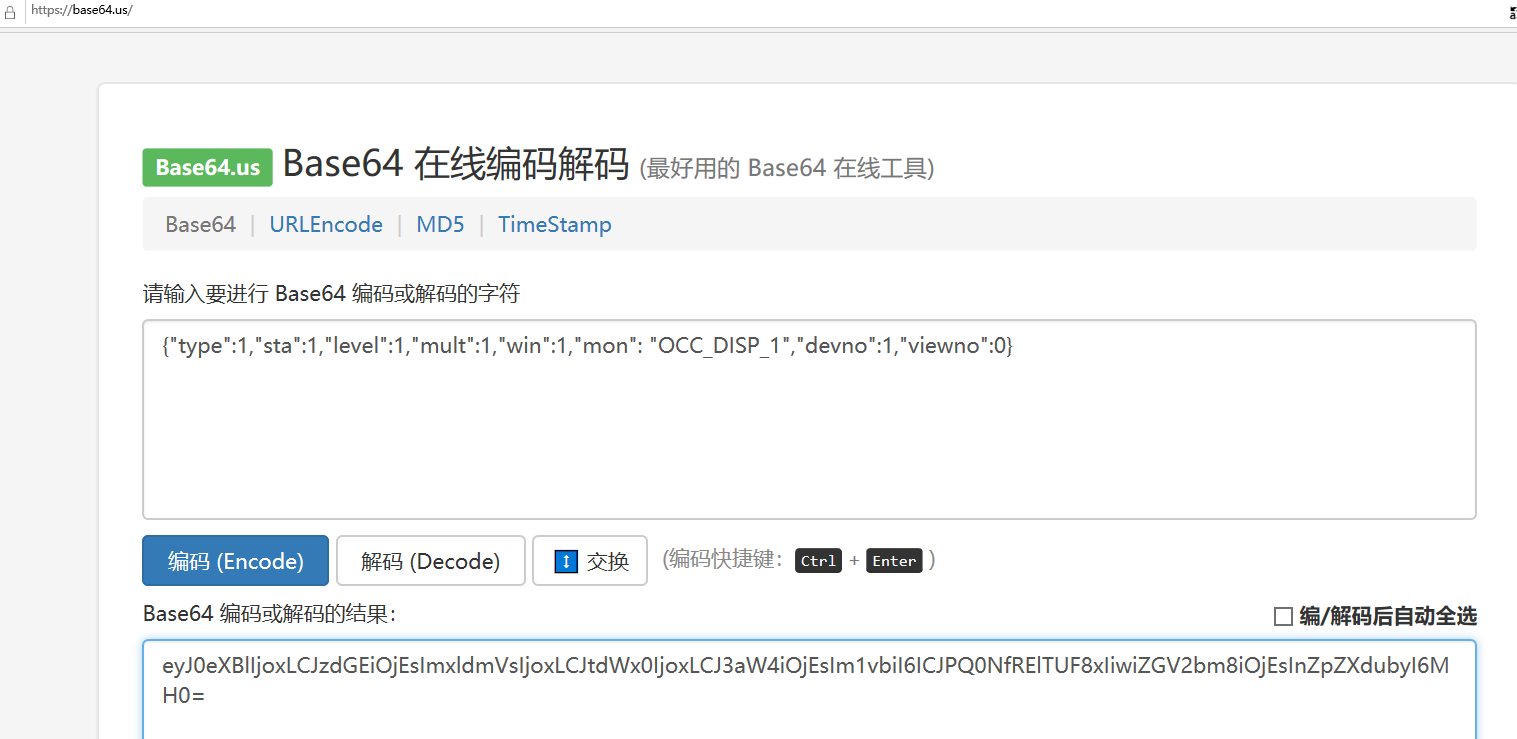 https://base64.us/
Base64.us Base64 在线编码解码 (最好用的 Base64 在线工具)
Base64 | URLEncode | MD5 | TimeStamp
请输入要进行 Base64 编码或解码的字符
{"type":1,"sta":1,"level":1,"mult":1,"win":1,"mon": "OCC_DISP_1","devno":1,"viewno":0}
编码 (Encode) 解码 (Decode) 交换 (编码快捷键: Ctrl + Enter )
Base64 编码或解码的结果: 编/解码后自动全选
eyJ0eXBlIjoxLCJzdGEiOjEsImxldmVsIjoxLCJtdWx0IjoxLCJ3aW4iOjEsIm1vbiI6ICJPQ0NfRElTUF8xIiwiZGV2bm8iOjEsInZpZXdubyI6M
H0=